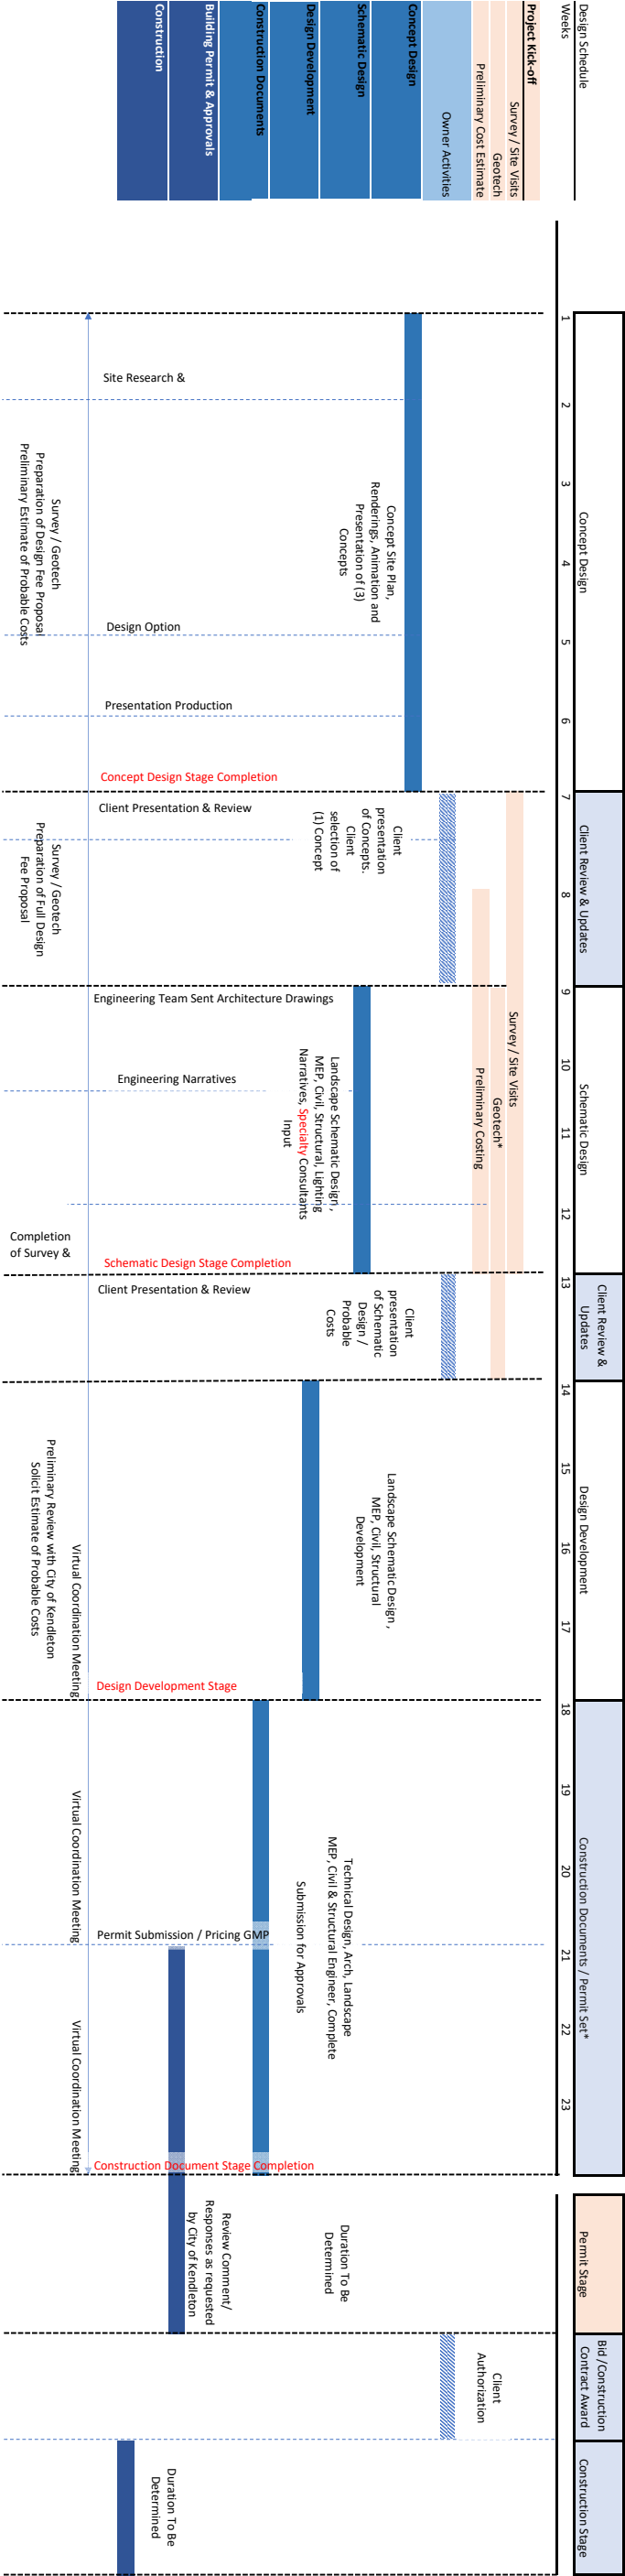 Design Schedule
Weeks
Project Kick-off
Survey / Site Visits
Geotech
Preliminary Cost Estimate
Owner Activities
Concept Design
Schematic Design
Design Development
Construction Documents
Building Permit & Approvals
Construction
Concept Design
Client Review & Updates
Schematic Design
Client Review &
Updates
Design Development
Construction Documents / Permit Set*
Permit Stage
Bid /Construction
Contract Award
Construction Stage
1 2 3 4 5 6 7 8 9 10 11 12 13 14 15 16 17 18 19 20 21 22 23
Survey / Site Visits
Geotech*
Preliminary Costing
Concept Site Plan,
Renderings, Animation and
Presentation of (3)
Concepts
Client
presentation
of Concepts.
Client
selection of
(1) Concept
Landscape Schematic Design ,
MEP, Civil, Structural, Lighting
Narratives, Specialty Consultants
Input
Client
presentation
of Schematic
Design /
Probable
Costs
Landscape Schematic Design ,
MEP, Civil, Structural
Development
Technical Design, Arch, Landscape
MEP, Civil & Structural Engineer, Complete
Submission for Approvals
Duration To Be
Determined
Review Comment/
Responses as requested
by City of Kendleton
Client
Authorization
Duration To Be
Determined
Site Research &
Design Option
Presentation Production
Concept Design Stage Completion
Client Presentation & Review
Engineering Team Sent Architecture Drawings
Engineering Narratives
Completion
of Survey &
Schematic Design Stage Completion
Client Presentation & Review
Design Development Stage
Permit Submission / Pricing GMP
Construction Document Stage Completion
Survey / Geotech
Preparation of Design Fee Proposal
Preliminary Estimate of Probable Costs
Survey / Geotech
Preparation of Full Design
Fee Proposal
Virtual Coordination Meeting
Preliminary Review with City of Kendleton
Solicit Estimate of Probable Costs
Virtual Coordination Meeting
Virtual Coordination Meeting